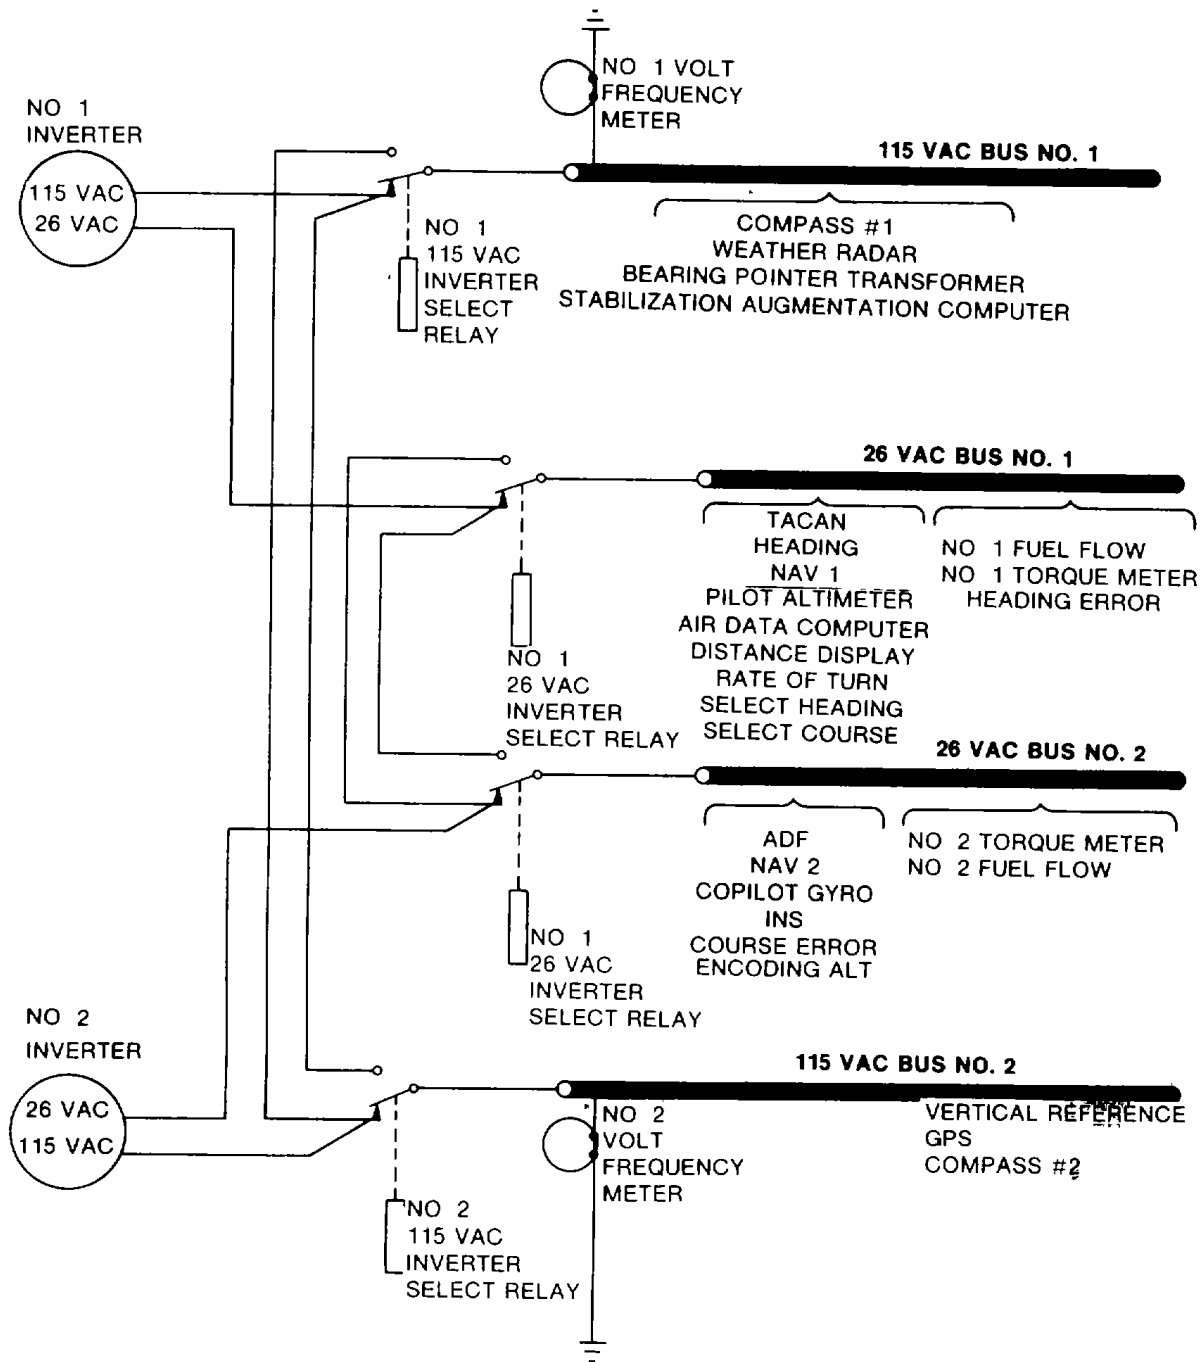 NO 1 VOLT
FREQUENCY
METER
NO 1
INVERTER
115 VAC
26 VAC
115 VAC BUS NO. 1
COMPASS #1
WEATHER RADAR
BEARING POINTER TRANSFORMER
STABILIZATION AUGMENTATION COMPUTER
NO 1
115 VAC
INVERTER
SELECT
RELAY
26 VAC BUS NO. 1
TACAN
HEADING
NAV 1
PILOT ALTIMETER
AIR DATA COMPUTER
DISTANCE DISPLAY
RATE OF TURN
SELECT HEADING
SELECT COURSE
NO 1 FUEL FLOW
NO 1 TORQUE METER
HEADING ERROR
NO 1
26 VAC
INVERTER
SELECT RELAY
26 VAC BUS NO. 2
ADF
NAV 2
COPILOT GYRO
INS
COURSE ERROR
ENCODING ALT
NO 2 TORQUE METER
NO 2 FUEL FLOW
NO 1
26 VAC
INVERTER
SELECT RELAY
NO 2
INVERTER
26 VAC
115 VAC
115 VAC BUS NO. 2
NO 2
VOLT
FREQUENCY
METER
VERTICAL REFERENCE
GPS
COMPASS #2
NO 2
115 VAC
INVERTER
SELECT RELAY